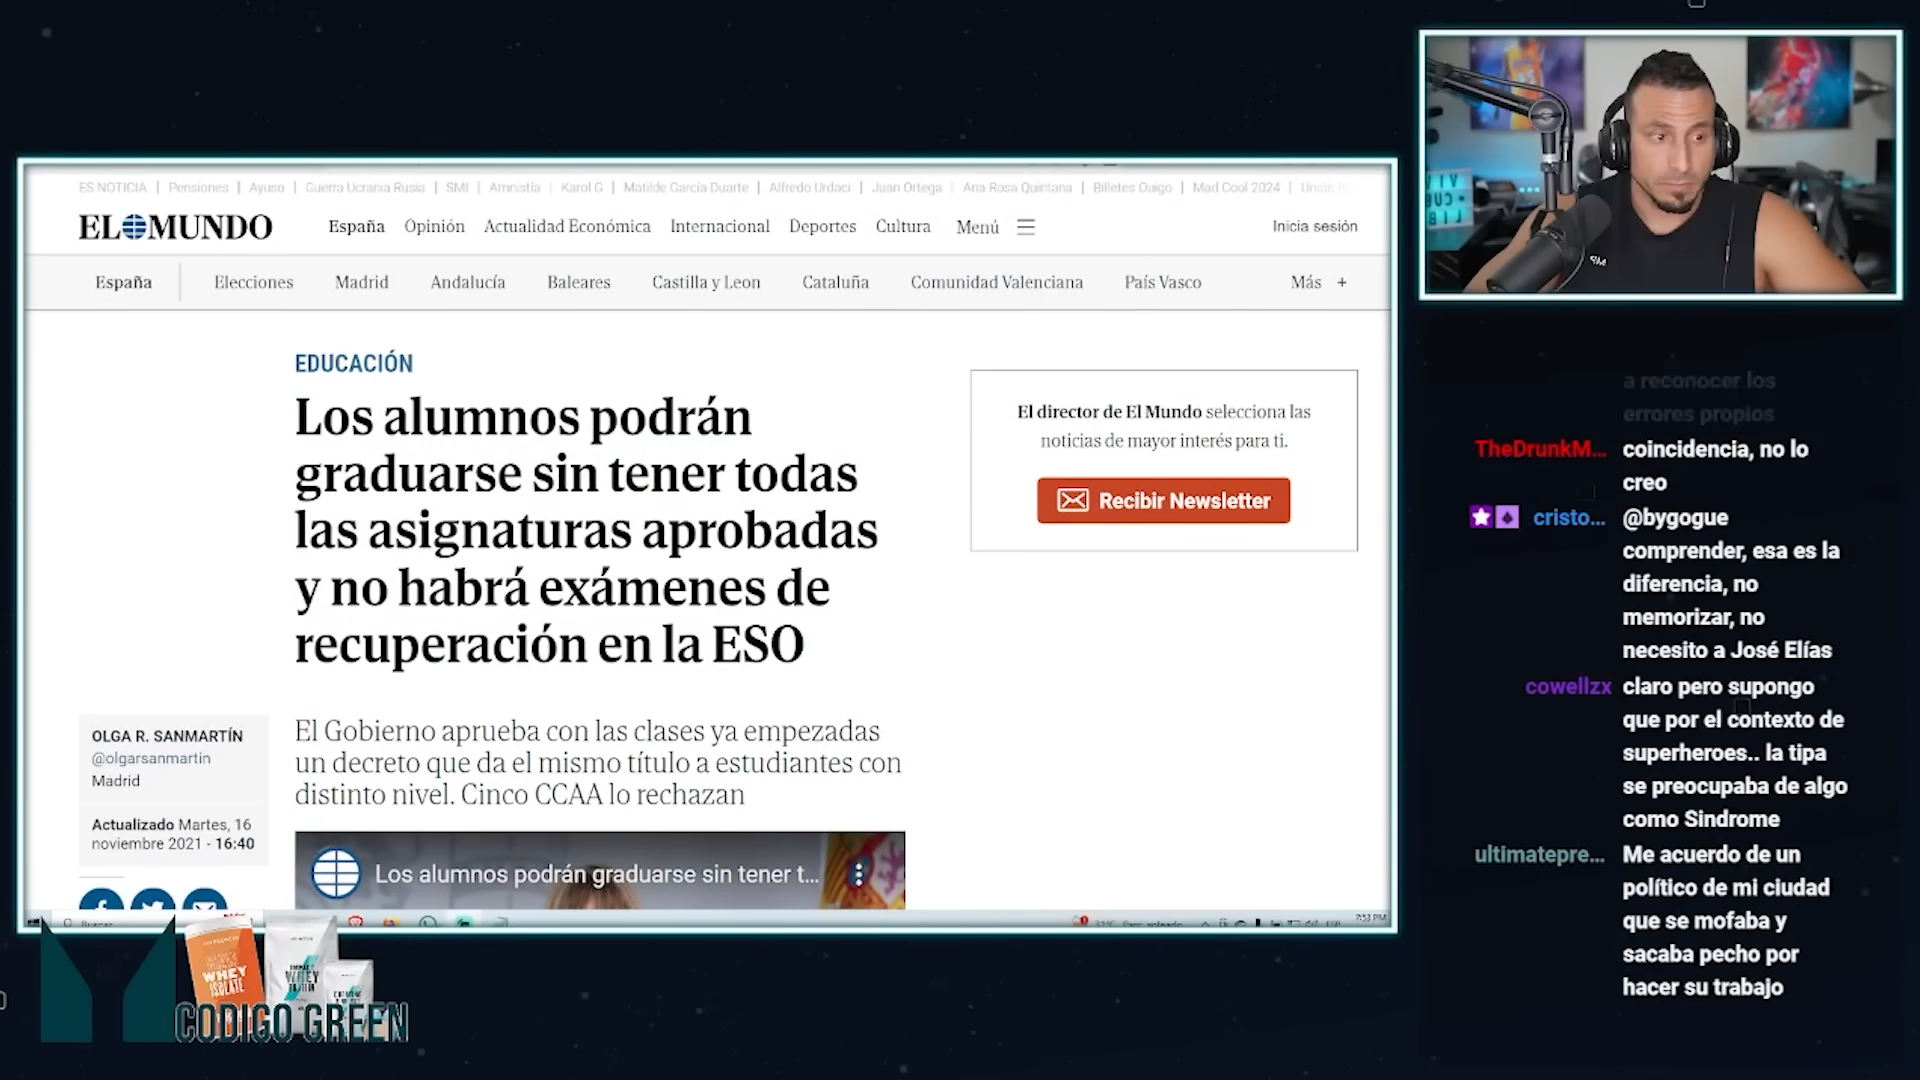 ES NOTICIA | Pensiones | Ayuso | Guerra Ucrania Rusia | SMI | Amnistía | Karol G | Matilde García Duarte | Alfredo Urdaci | Juan Ortega | Ana Rosa Quintana | Billetes Ouigo | Mad Cool 2024 |
EL MUNDO
España Opinión Actualidad Económica Internacional Deportes Cultura Menú
Inicia sesión
España Elecciones Madrid Andalucía Baleares Castilla y Leon Cataluña Comunidad Valenciana País Vasco Más +
EDUCACIÓN
Los alumnos podrán
graduarse sin tener todas
las asignaturas aprobadas
y no habrá exámenes de
recuperación en la ESO
El director de El Mundo selecciona las
noticias de mayor interés para ti.
Recibir Newsletter
OLGA R. SANMARTÍN
@olgarsanmartin
Madrid
Actualizado Martes, 16
noviembre 2021 - 16:40
El Gobierno aprueba con las clases ya empezadas
un decreto que da el mismo título a estudiantes con
distinto nivel. Cinco CCAA lo rechazan
Los alumnos podrán graduarse sin tener t...
7:53 PM
WHEY
ISOLATE
WHEY
CODIGO GREEN
a reconocer los
errores propios
TheDrunkM... coincidencia, no lo
creo
cristo... @bygogue
comprender, esa es la
diferencia, no
memorizar, no
necesito a José Elías
cowellzx claro pero supongo
que por el contexto de
superheroes.. la tipa
se preocupaba de algo
como Sindrome
ultimatepre... Me acuerdo de un
político de mi ciudad
que se mofaba y
sacaba pecho por
hacer su trabajo